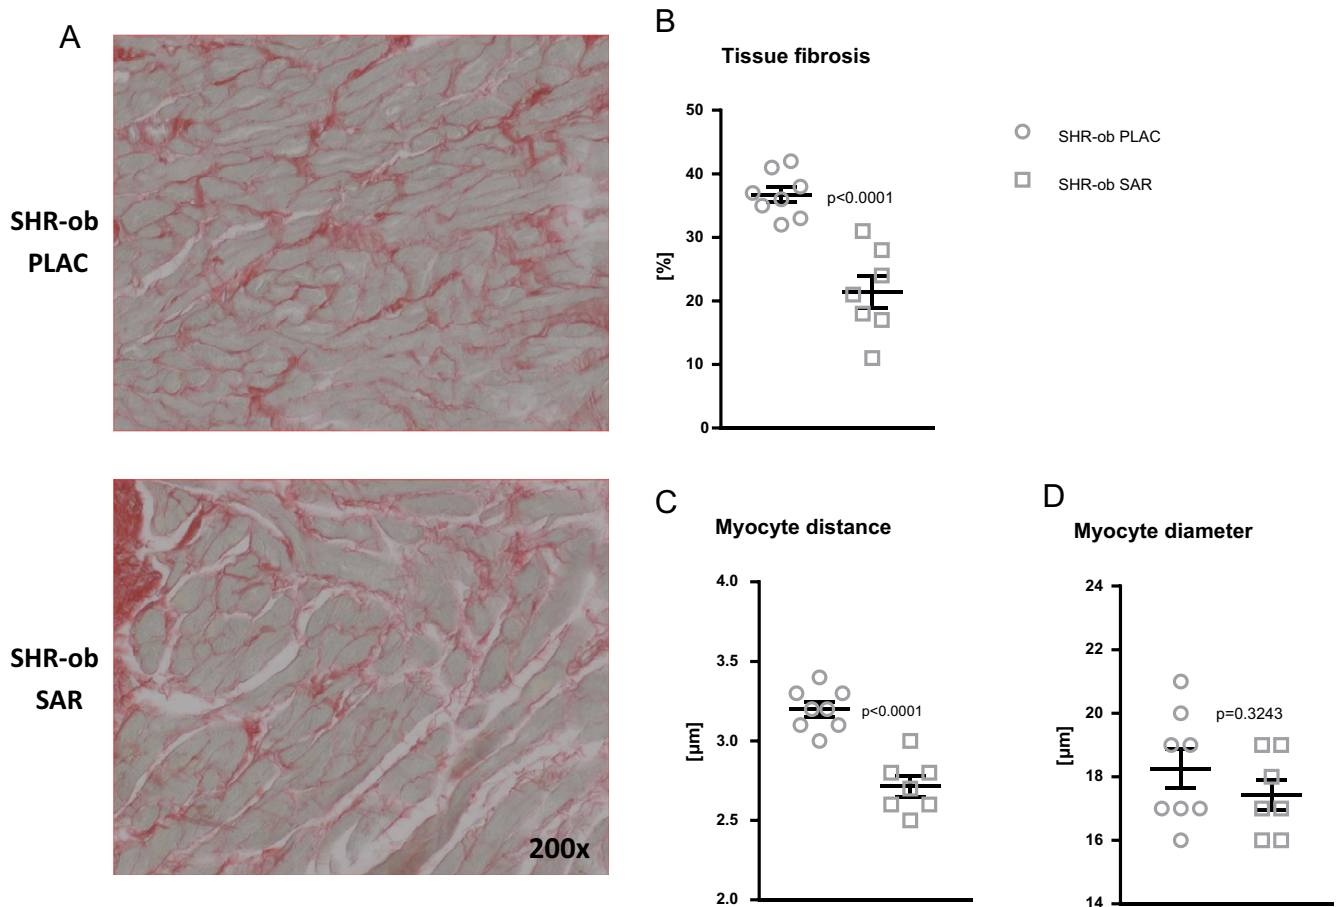 A
SHR-ob
PLAC
SHR-ob
SAR
200x
B
Tissue fibrosis
[%]
50
40
30
20
10
0
p<0.0001
SHR-ob PLAC
SHR-ob SAR
C
Myocyte distance
[µm]
4.0
3.5
3.0
2.5
2.0
p<0.0001
D
Myocyte diameter
[µm]
24
22
20
18
16
14
p=0.3243